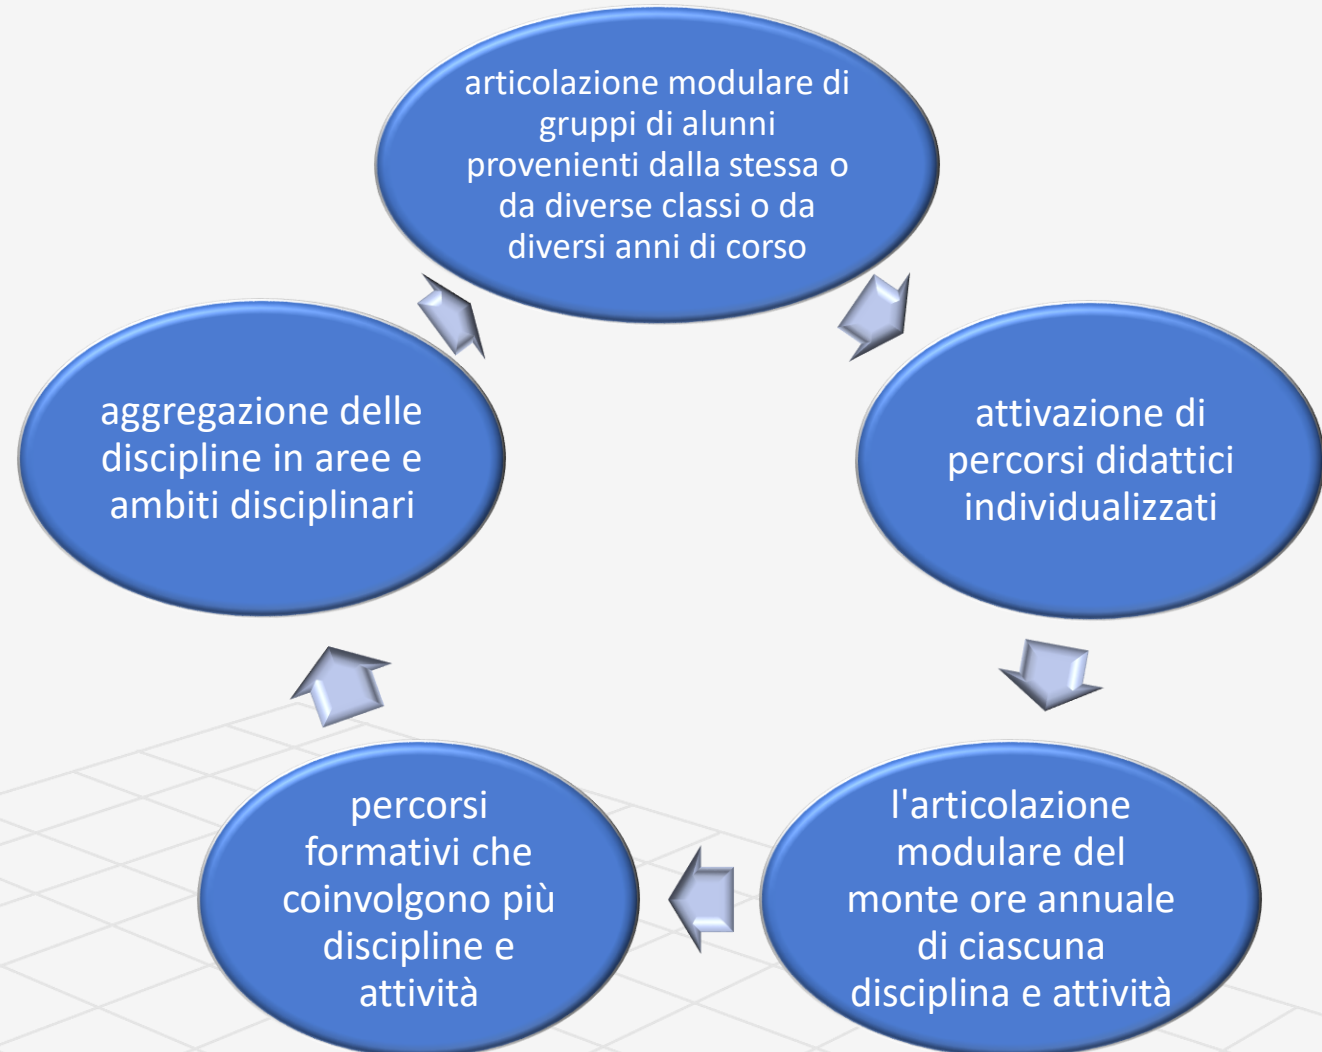 articolazione modulare di
gruppi di alunni
provenienti dalla stessa o
da diverse classi o da
diversi anni di corso
attivazione di
percorsi didattici
individualizzati
l'articolazione
modulare del
monte ore annuale
di ciascuna
disciplina e attività
percorsi
formativi che
coinvolgono più
discipline e
attività
aggregazione delle
discipline in aree e
ambiti disciplinari